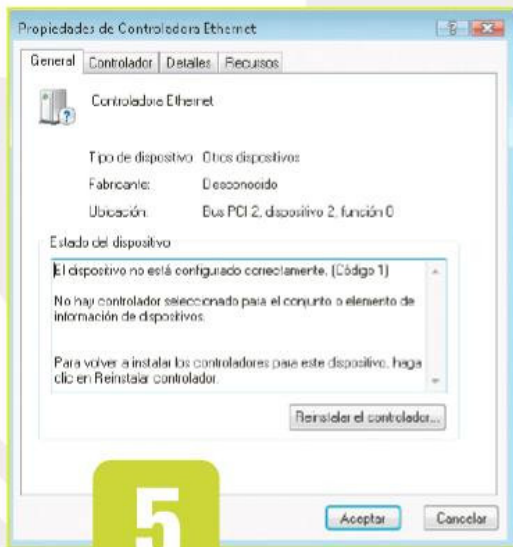 Propiedades de Controladora Ethernet
General Controlador Detalles Recursos
Controladora Ethernet
Tipo de dispositivo: Otros dispositivos
Fabricante: Desconocido
Ubicación: Bus PCI 2, dispositivo 2, función 0
Estado del dispositivo
El dispositivo no está configurado correctamente. (Código 1)
No hay controlador seleccionado para el conjunto o elemento de
información de dispositivos.
Para volver a instalar los controladores para este dispositivo, haga
clic en Reinstalar controlador.
Reinstalar el controlador...
5
Aceptar Cancelar